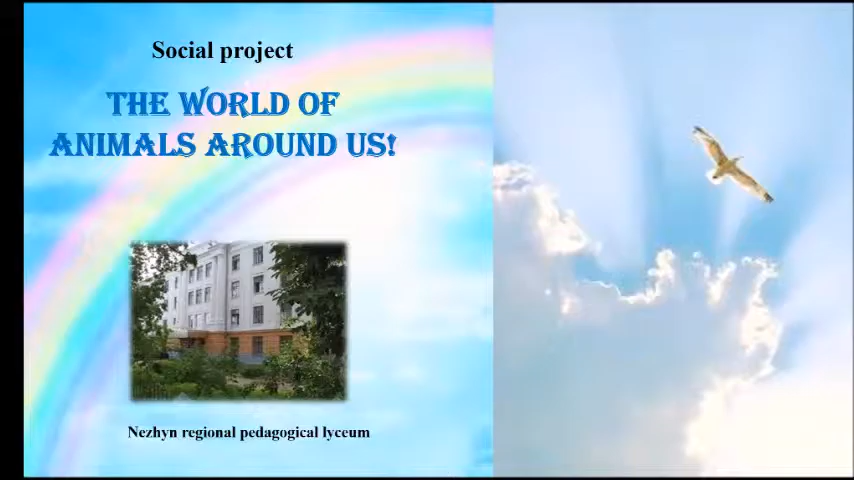 Social project
THE WORLD OF
ANIMALS AROUND US!
Nezhyn regional pedagogical lyceum